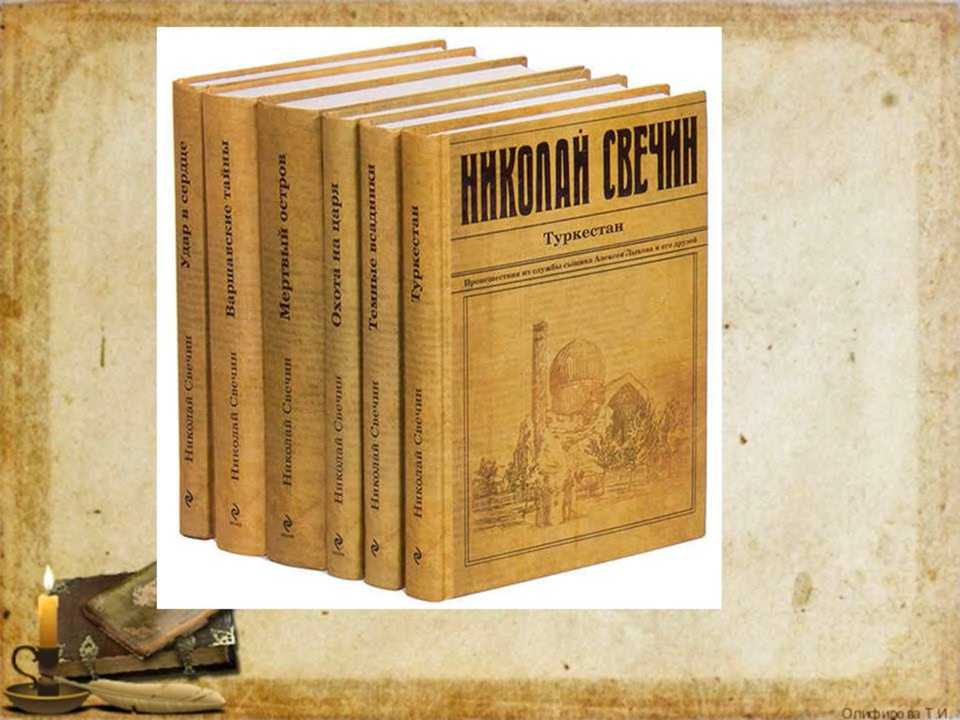 Удар в сердце
Николай Свечин
Варшавские тайны
Николай Свечин
Мертвый остров
Николай Свечин
Охота на царя
Николай Свечин
Темные всадники
Николай Свечин
Туркестан
Николай Свечин
НИКОЛАЙ СВЕЧИН
Туркестан
Происшествия из службы сыщика Алексея Лыкова и его друзей
Олифирова Т.И.